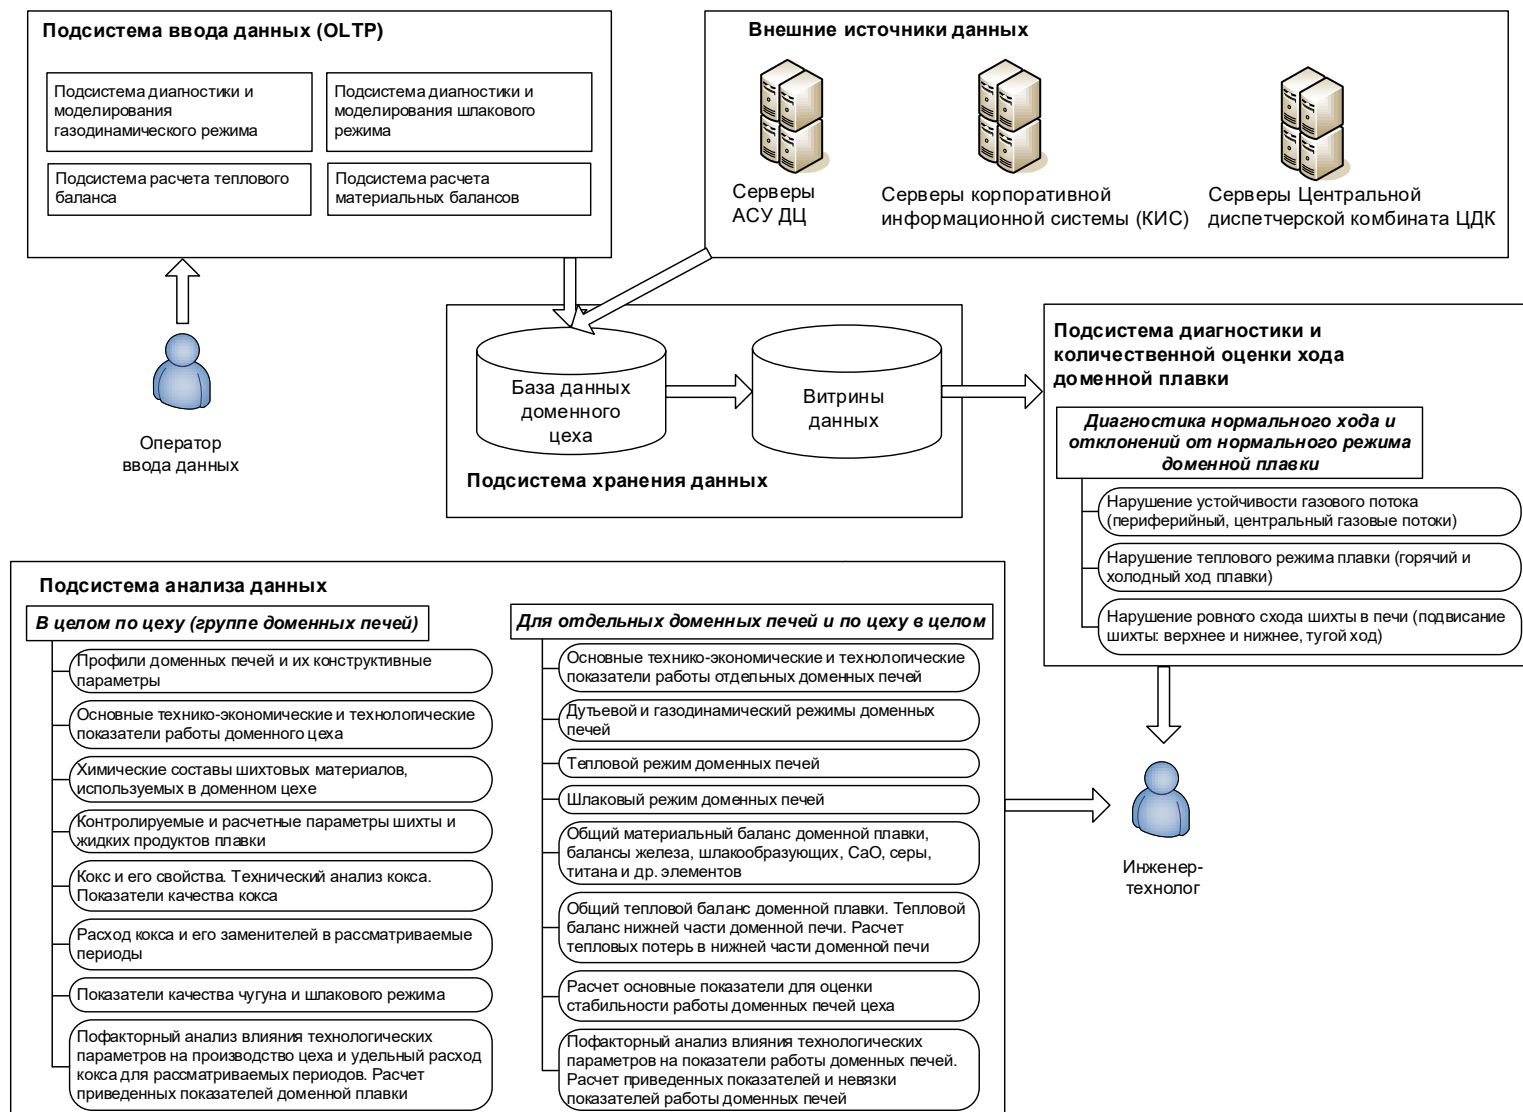 Подсистема ввода данных (OLTP)
Подсистема диагностики и
моделирования
газодинамического режима
Подсистема диагностики и
моделирования шлакового
режима
Подсистема расчета теплового
баланса
Подсистема расчета
материальных балансов
Внешние источники данных
Серверы
АСУ ДЦ
Серверы корпоративной
информационной системы (КИС)
Серверы Центральной
диспетчерской комбината ЦДК
Оператор
ввода данных
База данных
доменного
цеха
Витрины
данных
Подсистема хранения данных
Подсистема диагностики и
количественной оценки хода
доменной плавки
Диагностика нормального хода и
отклонений от нормального режима
доменной плавки
Нарушение устойчивости газового потока
(периферийный, центральный газовые потоки)
Нарушение теплового режима плавки (горячий и
холодный ход плавки)
Нарушение ровного схода шихты в печи (подвисание
шихты: верхнее и нижнее, тугой ход)
Подсистема анализа данных
В целом по цеху (группе доменных печей)
Профили доменных печей и их конструктивные
параметры
Основные технико-экономические и технологические
показатели работы доменного цеха
Химические составы шихтовых материалов,
используемых в доменном цехе
Контролируемые и расчетные параметры шихты и
жидких продуктов плавки
Кокс и его свойства. Технический анализ кокса.
Показатели качества кокса
Расход кокса и его заменителей в рассматриваемые
периоды
Показатели качества чугуна и шлакового режима
Пофакторный анализ влияния технологических
параметров на производство цеха и удельный расход
кокса для рассматриваемых периодов. Расчет
приведенных показателей доменной плавки
Для отдельных доменных печей и по цеху в целом
Основные технико-экономические и технологические
показатели работы отдельных доменных печей
Дутьевой и газодинамический режимы доменных
печей
Тепловой режим доменных печей
Шлаковый режим доменных печей
Общий материальный баланс доменной плавки,
балансы железа, шлакообразующих, CaO, серы,
титана и др. элементов
Общий тепловой баланс доменной плавки. Тепловой
баланс нижней части доменной печи. Расчет
тепловых потерь в нижней части доменной печи
Расчет основные показатели для оценки
стабильности работы доменных печей цеха
Пофакторный анализ влияния технологических
параметров на показатели работы доменных печей.
Расчет приведенных показателей и невязки
показателей работы доменных печей
Инженер-
технолог